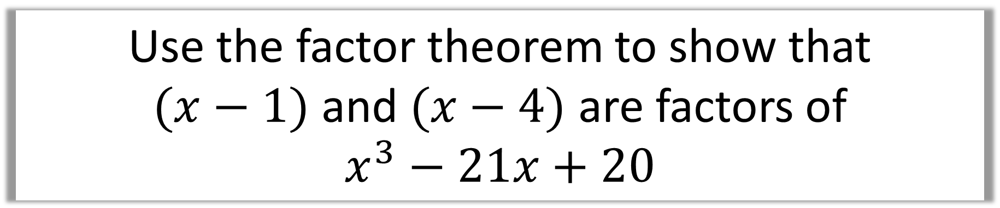 Use the factor theorem to show that
(x − 1) and (x − 4) are factors of
x³ − 21x + 20